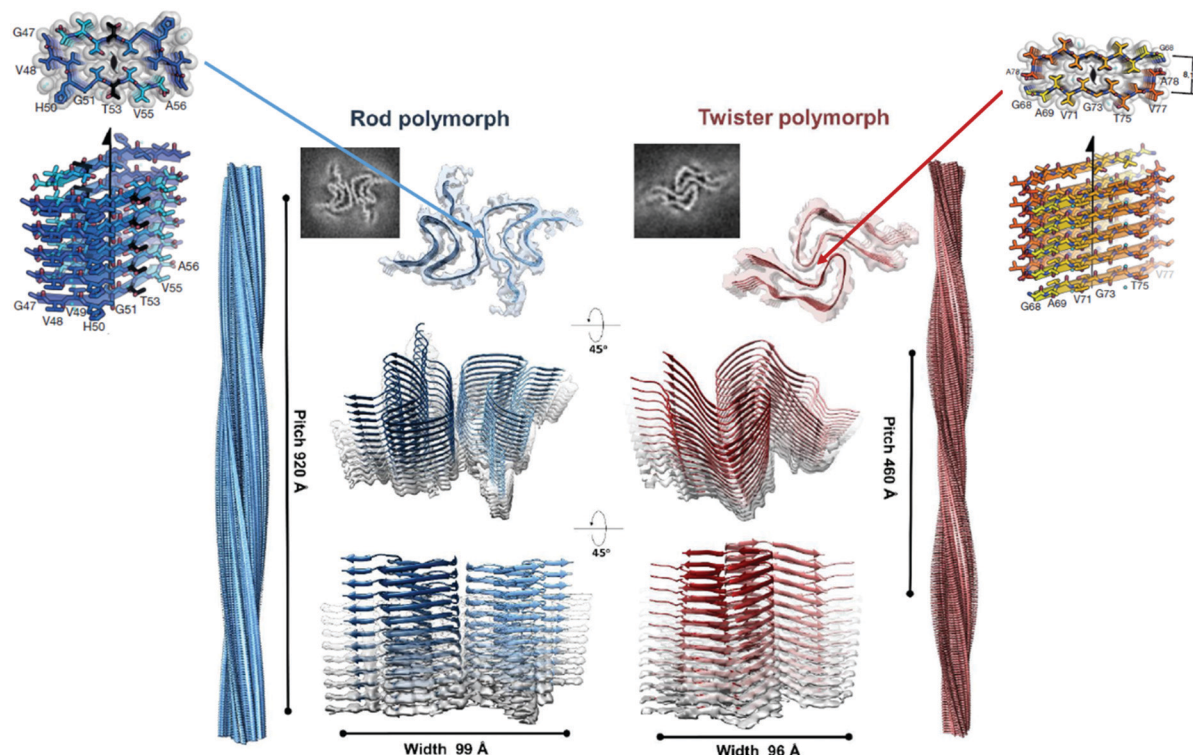 G47
V48
H50
G51
T53
V55
A56
Rod polymorph
Twister polymorph
G68
A78
A78
G68
A69
V71
G73
T75
V77
G47
V48
V49
H50
G51
T53
V55
A56
G68
A69
V71
G73
T75
V77
45°
45°
45°
Pitch 920 Å
Pitch 460 Å
Width 99 Å
Width 96 Å